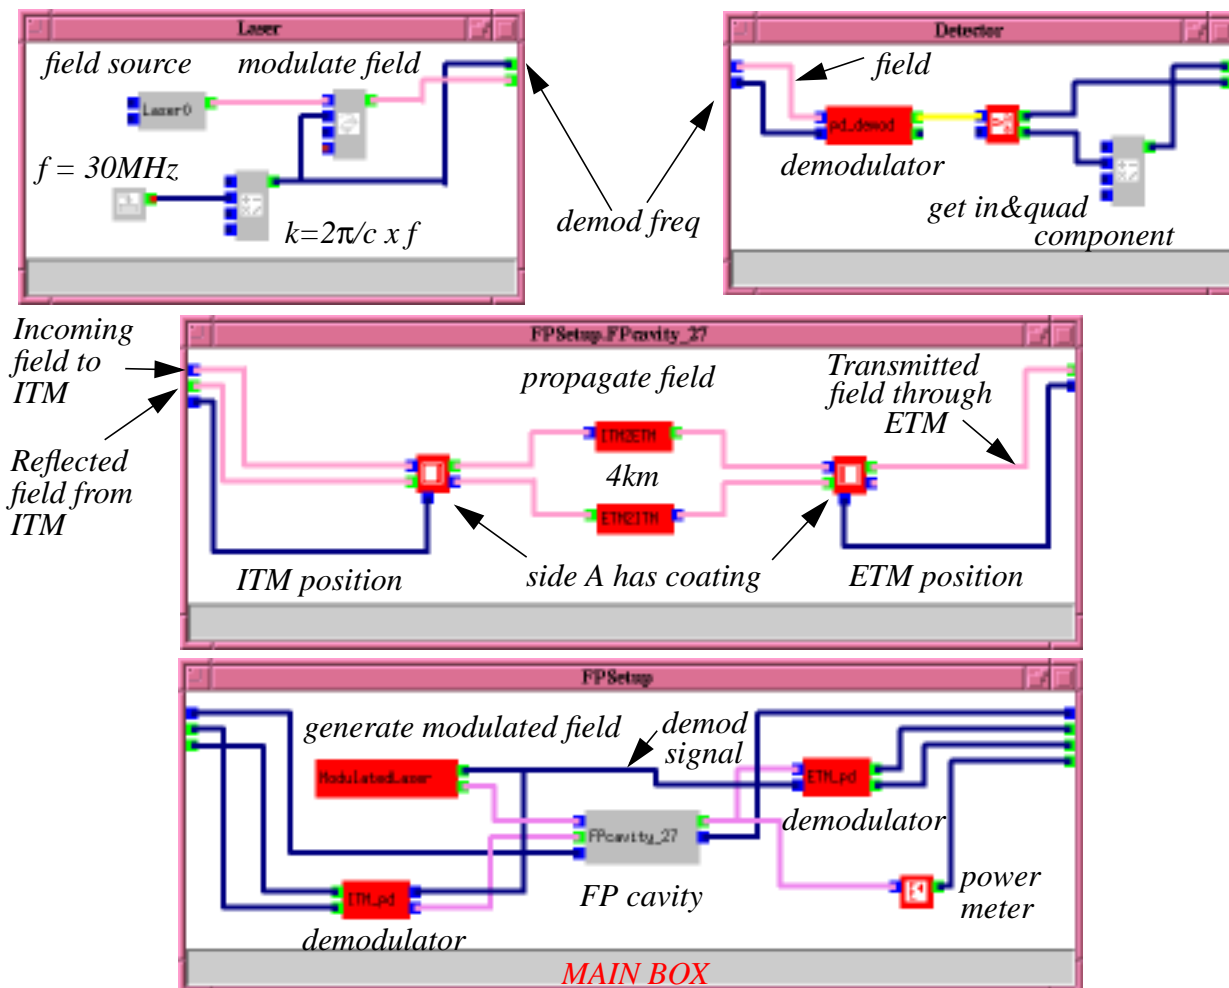 Laser
field source
modulate field
Laser0
f = 30MHz
k=2π/c x f
demod freq
Detector
field
pd_demod
demodulator
get in&quad
component
FPSetup.FPcavity_27
Incoming
field to
ITM
Reflected
field from
ITM
propagate field
Transmitted
field through
ETM
ITM2ETM
4km
ETM2ITM
ITM position
side A has coating
ETM position
FPSetup
generate modulated field
demod
signal
ModulatedLaser
ETM_pd
demodulator
FPcavity_27
ITM_pd
FP cavity
power
meter
demodulator
MAIN BOX